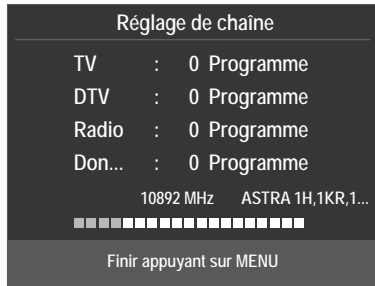 Réglage de chaîne
TV : 0 Programme
DTV : 0 Programme
Radio : 0 Programme
Don... : 0 Programme
10892 MHz ASTRA 1H,1KR,1...
Finir appuyant sur MENU